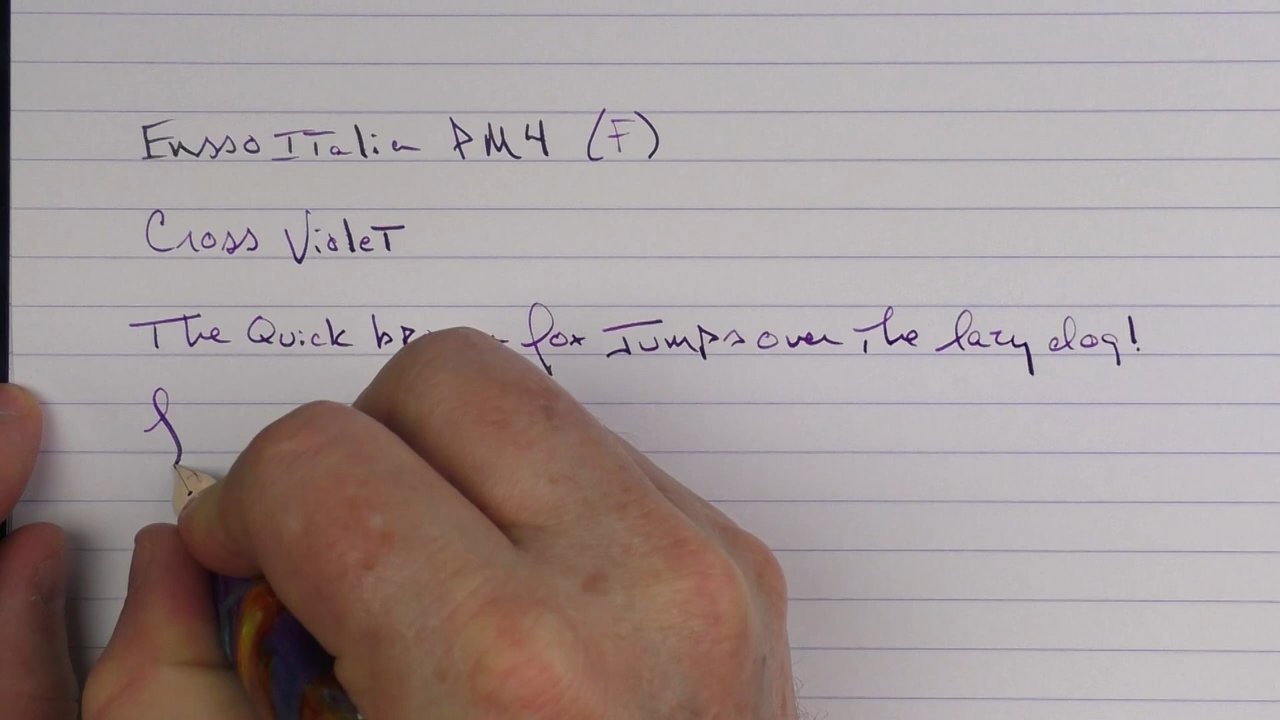 Ensso ITalia PM4 (F)
Cross VioleT
The Quick fox Jumps over The lazy dog!